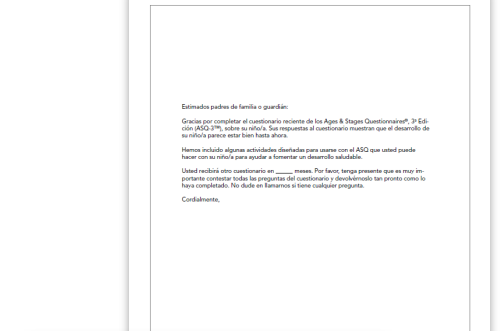 Estimados padres de familia o guardián:
Gracias por completar el cuestionario reciente de los Ages & Stages Questionnaires®, 3ª Edi-
ción (ASQ-3™), sobre su niño/a. Sus respuestas al cuestionario muestran que el desarrollo de
su niño/a parece estar bien hasta ahora.
Hemos incluido algunas actividades diseñadas para usarse con el ASQ que usted puede
hacer con su niño/a para ayudar a fomentar un desarrollo saludable.
Usted recibirá otro cuestionario en _____ meses. Por favor, tenga presente que es muy im-
portante contestar todas las preguntas del cuestionario y devolvérnoslo tan pronto como lo
haya completado. No dude en llamarnos si tiene cualquier pregunta.
Cordialmente,